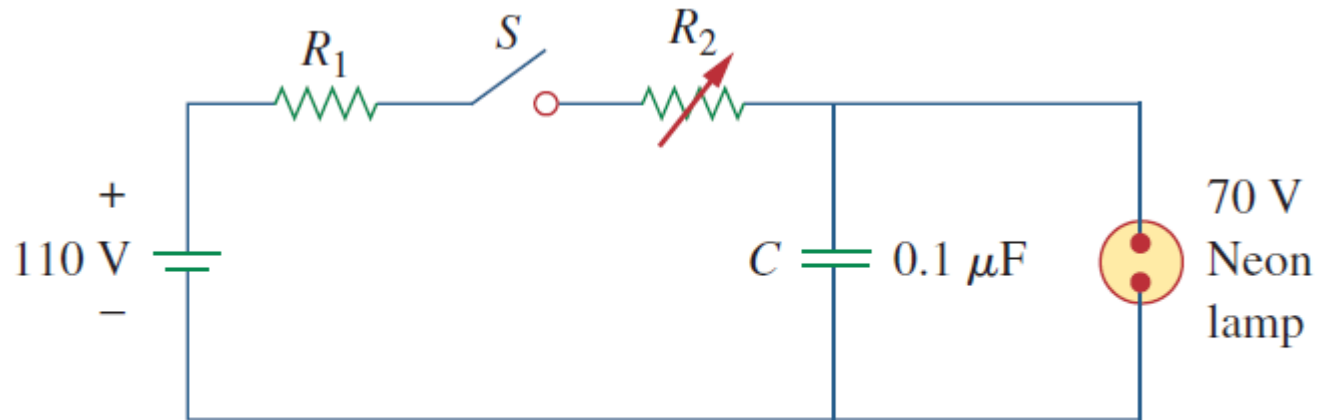 R₁
S
R₂
+
110 V
−
C
0.1 μF
70 V
Neon
lamp